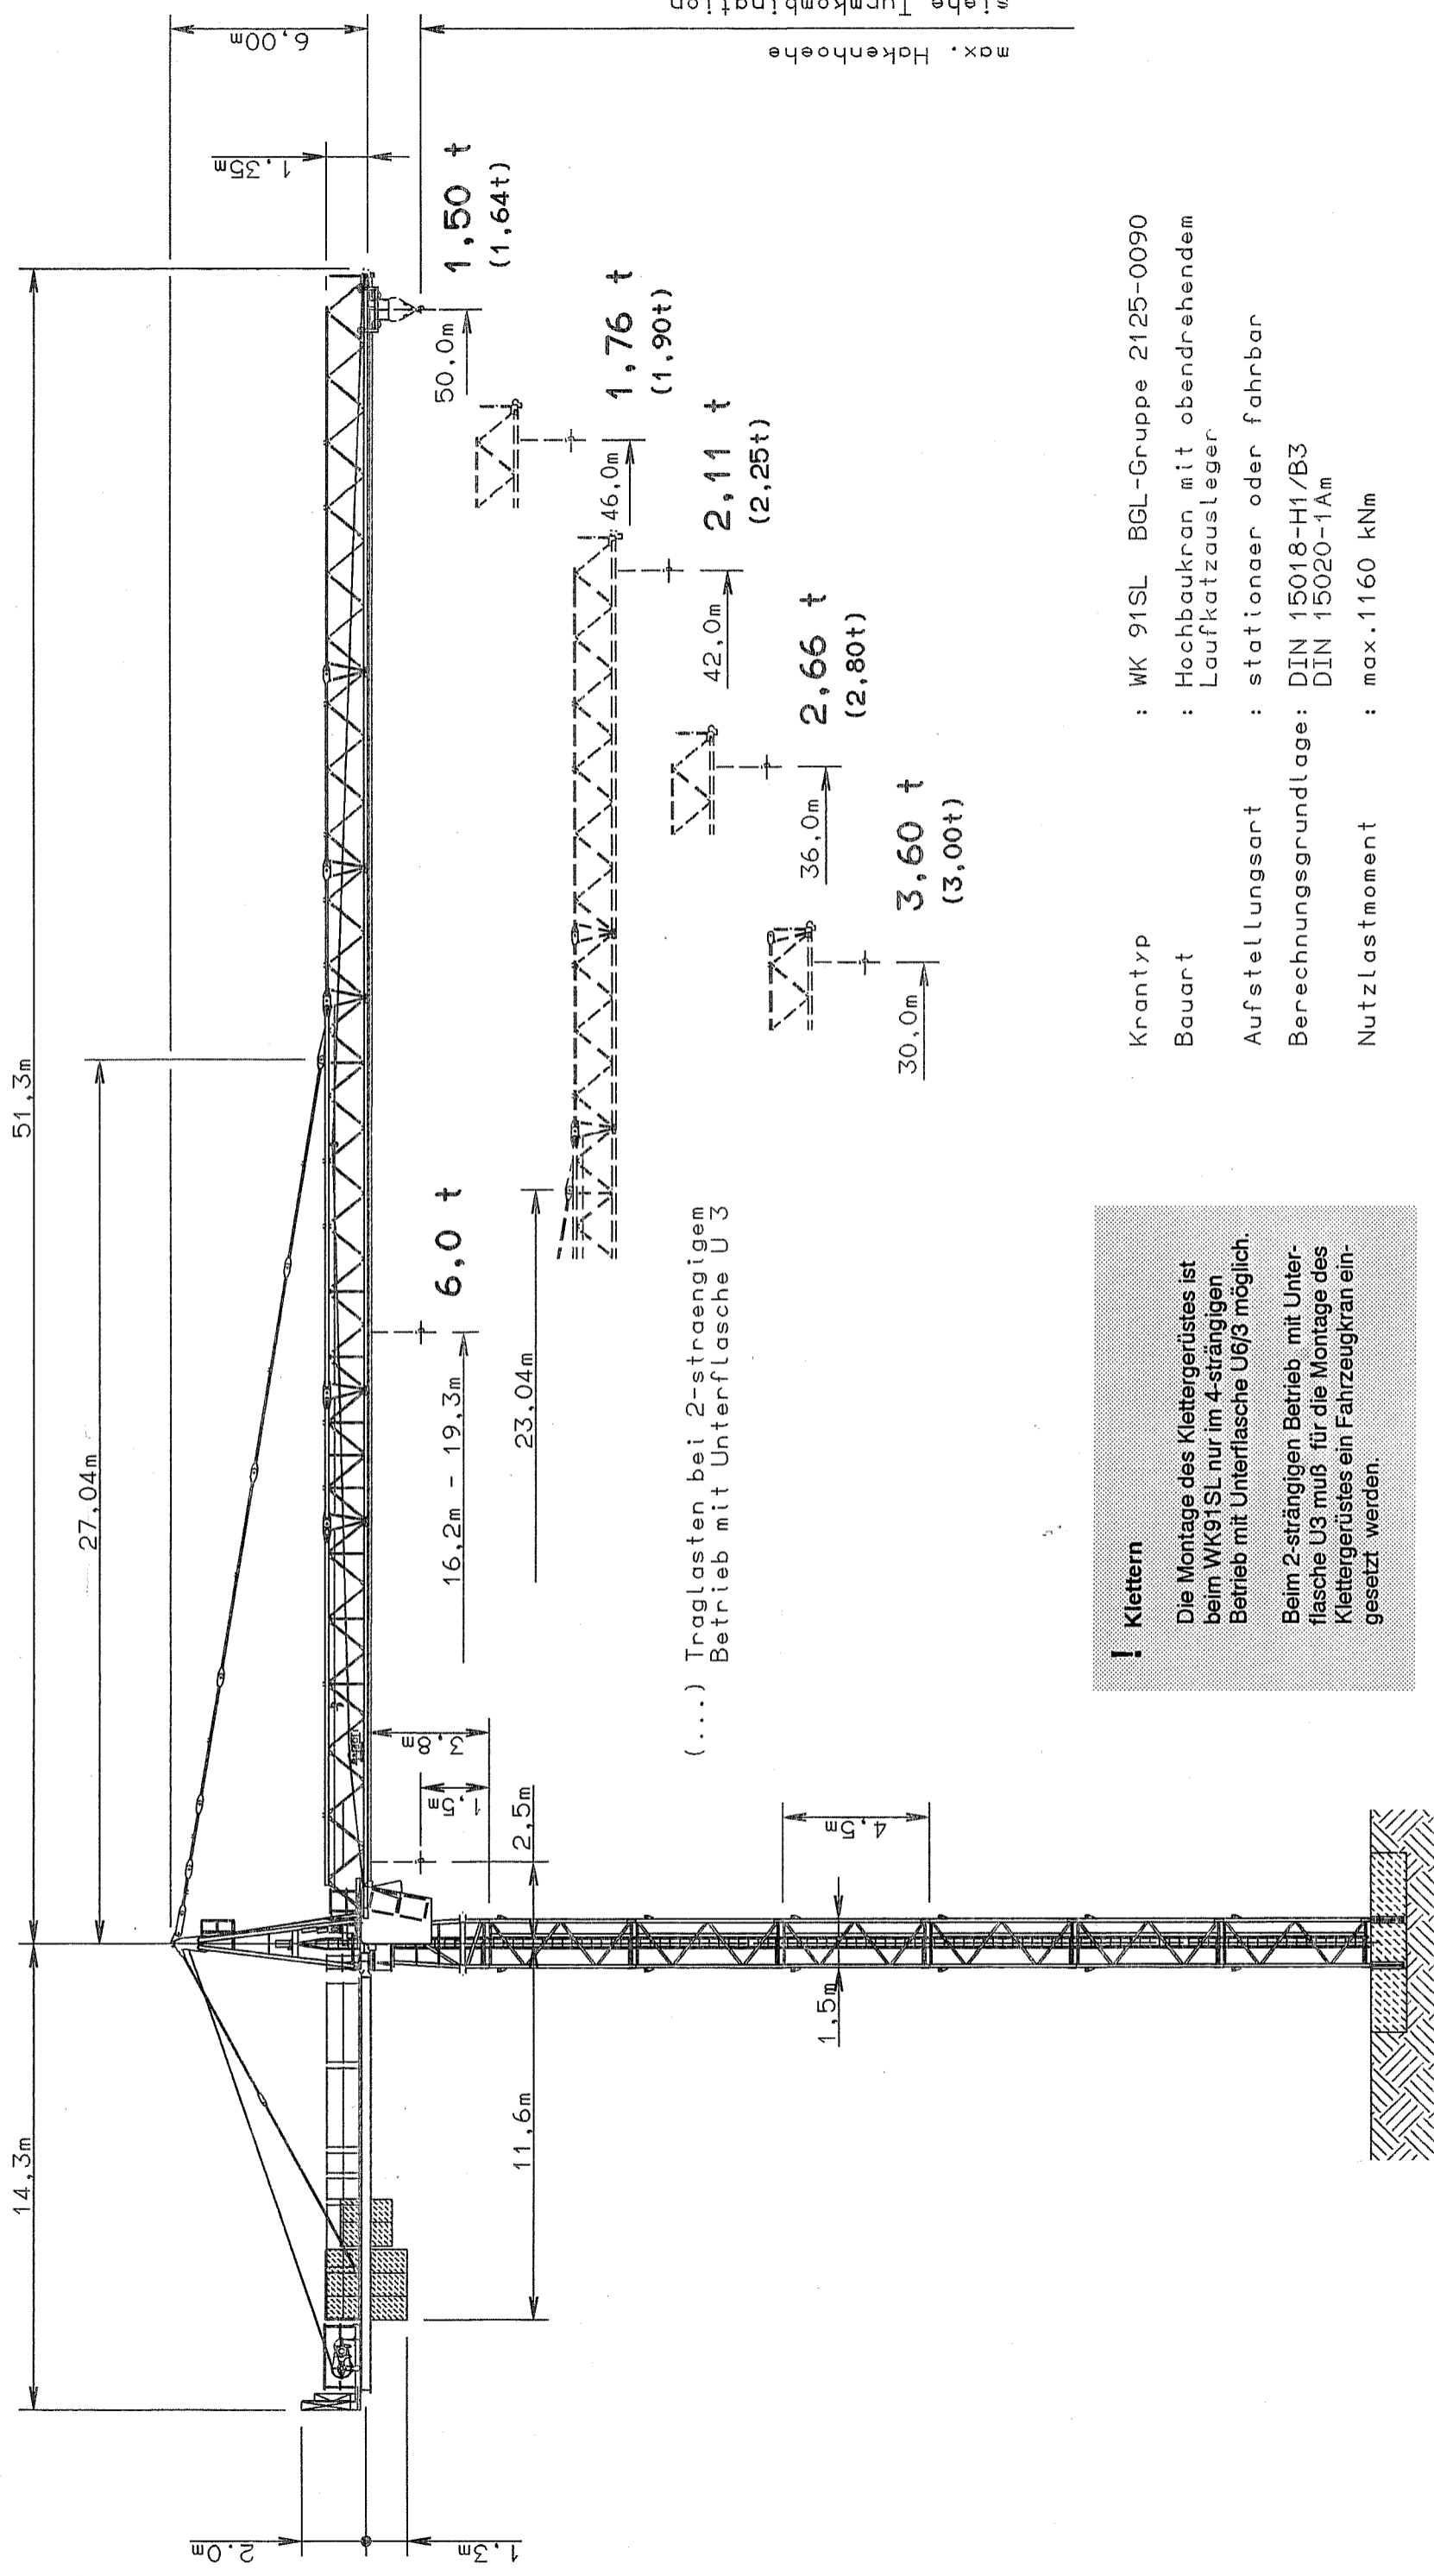 51,3m
14,3m
27,04m
6,00m
1,35m
max. Hakenhoehe
siehe Turmkombination
2.0m
1,3m
6,0 t
16,2m - 19,3m
23,04m
50,0m
1,50 t
(1,64t)
46,0m
1,76 t
(1,90t)
42,0m
2,11 t
(2,25t)
36,0m
2,66 t
(2,80t)
30,0m
3,60 t
(3,00t)
3,8m
1,5m
2,5m
11,6m
4,5m
1,5m
(...) Traglasten bei 2-straengigem
Betrieb mit Unterflasche U 3
! Klettern
Die Montage des Klettergerüstes ist
beim WK91SL nur im 4-strängigen
Betrieb mit Unterflasche U6/3 möglich.
Beim 2-strängigen Betrieb mit Unter-
flasche U3 muß für die Montage des
Klettergerüstes ein Fahrzeugkran ein-
gesetzt werden.
Krantyp : WK 91SL BGL-Gruppe 2125-0090
Bauart : Hochbaukran mit obendrehendem
Laufkatzausleger
Aufstellungsart : stationaer oder fahrbar
Berechnungsgrundlage: DIN 15018-H1/B3
DIN 15020-1Am
Nutzlastmoment : max.1160 kNm